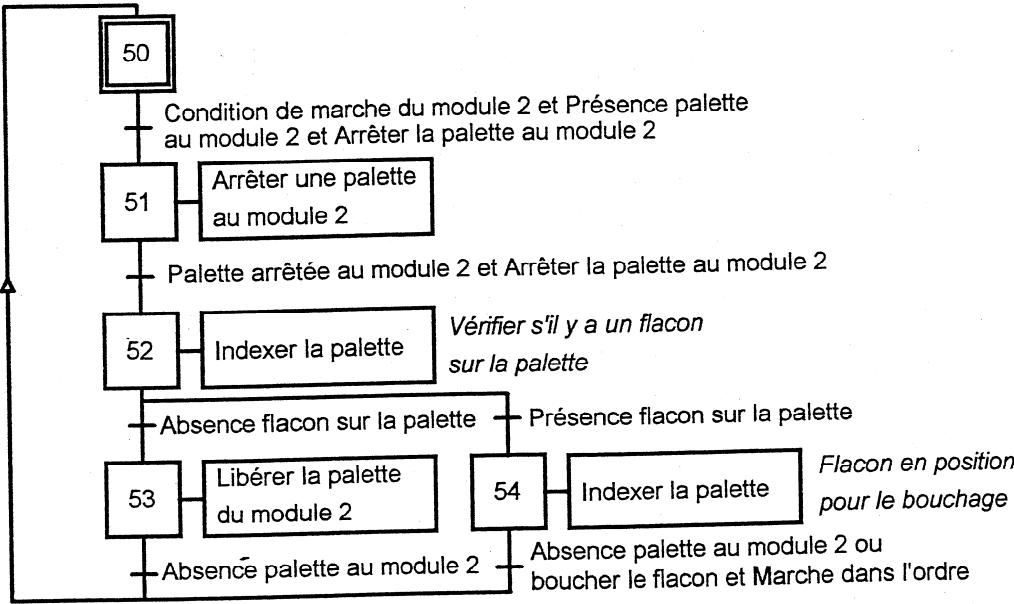 50
Condition de marche du module 2 et Présence palette
au module 2 et Arrêter la palette au module 2
51
Arrêter une palette
au module 2
Palette arrêtée au module 2 et Arrêter la palette au module 2
52
Indexer la palette
Vérifier s'il y a un flacon
sur la palette
Absence flacon sur la palette
Présence flacon sur la palette
53
Libérer la palette
du module 2
54
Indexer la palette
Flacon en position
pour le bouchage
Absence palette au module 2
Absence palette au module 2 ou
boucher le flacon et Marche dans l'ordre